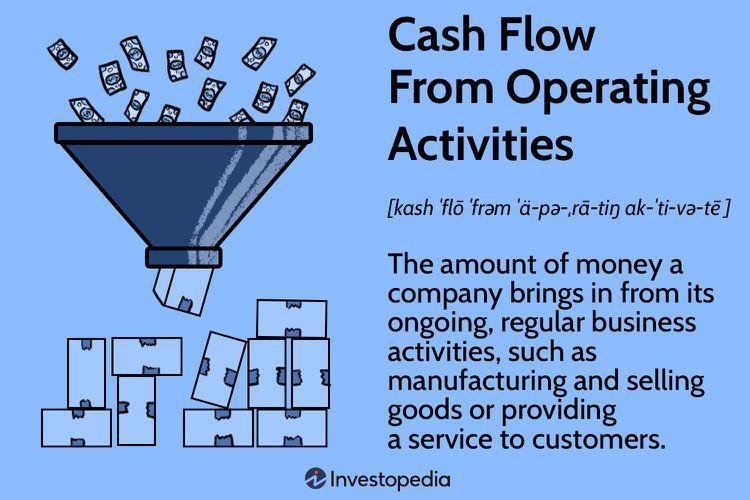 Cash Flow
From Operating
Activities
[kash ˈflō ˈfrəm ˈä-pə-ˌrā-tiŋ ak-ˈti-və-tē ]
The amount of money a
company brings in from its
ongoing, regular business
activities, such as
manufacturing and selling
goods or providing
a service to customers.
Investopedia